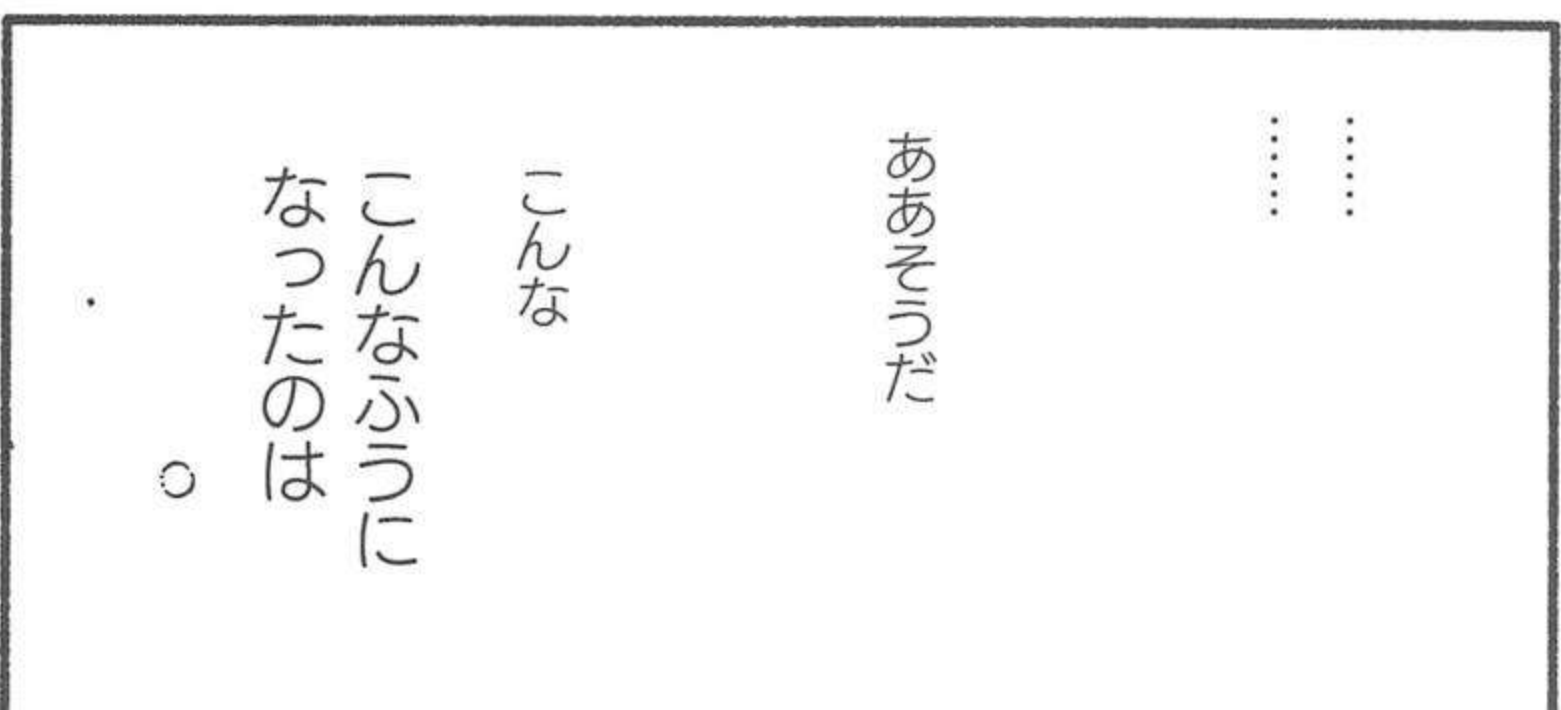 ……
……
ああそうだ
こんな
こんなふうに
なったのは